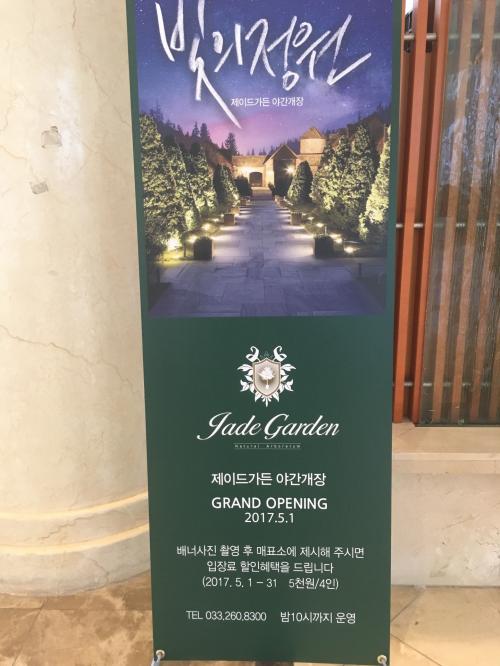 빛의정원
제이드가든 야간개장
Jade Garden
Natural Arboretum
제이드가든 야간개장
GRAND OPENING
2017.5.1
배너사진 촬영 후 매표소에 제시해 주시면
입장료 할인혜택을 드립니다
(2017. 5. 1 - 31 5천원/4인)
TEL 033.260.8300 밤10시까지 운영